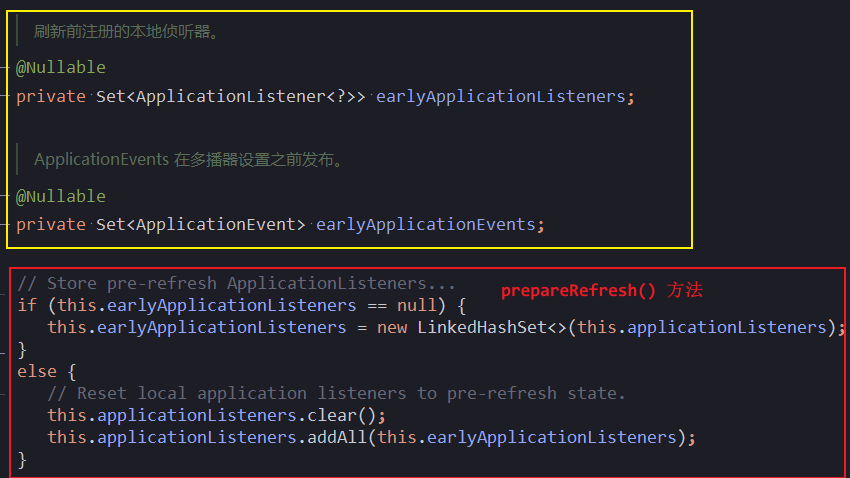 刷新前注册的本地侦听器。
@Nullable
private Set<ApplicationListener<?>> earlyApplicationListeners;
ApplicationEvents 在多播器设置之前发布。
@Nullable
private Set<ApplicationEvent> earlyApplicationEvents;
// Store pre-refresh ApplicationListeners...
prepareRefresh() 方法
if (this.earlyApplicationListeners == null) {
this.earlyApplicationListeners = new LinkedHashSet<>(this.applicationListeners);
}
else {
// Reset local application listeners to pre-refresh state.
this.applicationListeners.clear();
this.applicationListeners.addAll(this.earlyApplicationListeners);
}